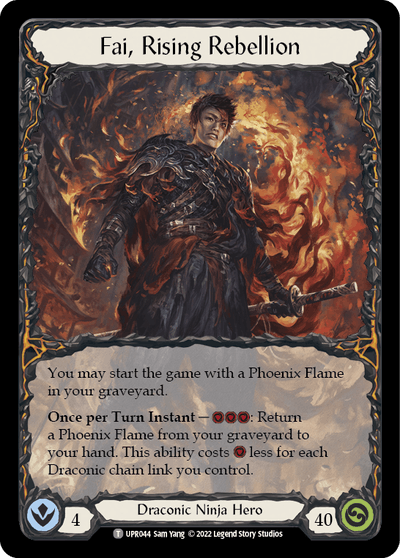 Fai, Rising Rebellion
You may start the game with a Phoenix Flame
in your graveyard.
Once per Turn Instant — : Return
a Phoenix Flame from your graveyard to
your hand. This ability costs less for each
Draconic chain link you control.
Draconic Ninja Hero
4
40
T UPR044 Sam Yang ©2022 Legend Story Studios